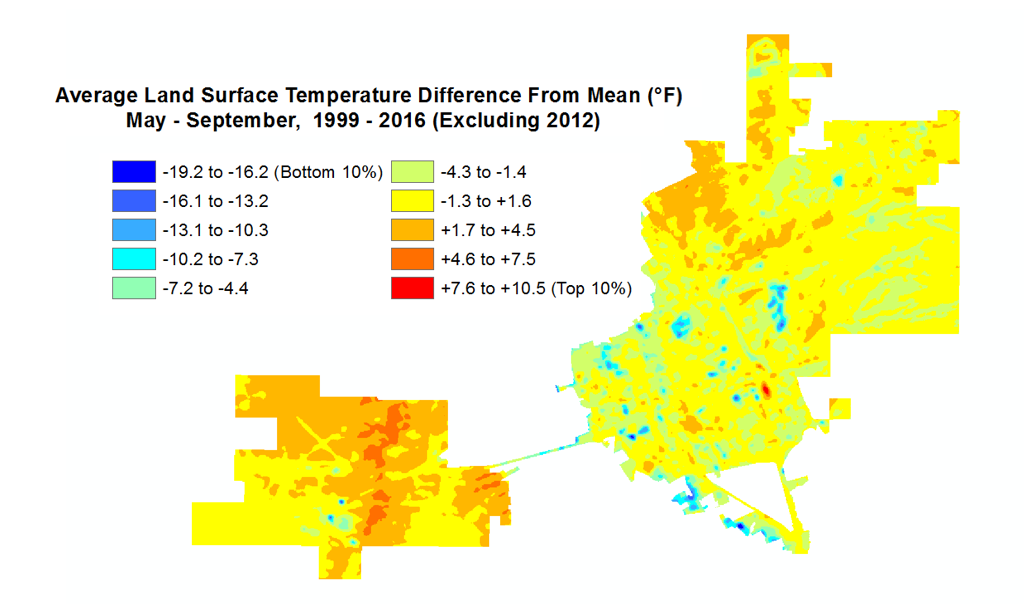 Average Land Surface Temperature Difference From Mean (°F)
May - September, 1999 - 2016 (Excluding 2012)
-19.2 to -16.2 (Bottom 10%)
-16.1 to -13.2
-13.1 to -10.3
-10.2 to -7.3
-7.2 to -4.4
-4.3 to -1.4
-1.3 to +1.6
+1.7 to +4.5
+4.6 to +7.5
+7.6 to +10.5 (Top 10%)